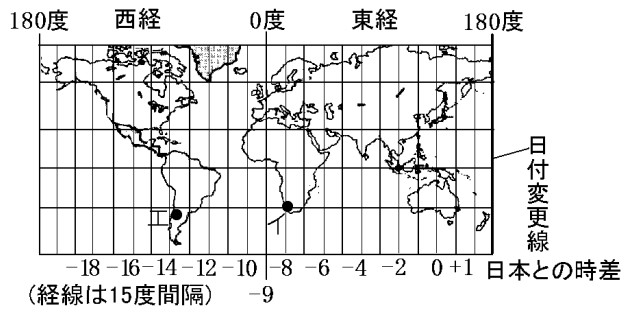 180度 西経 0度 東経 180度
日付変更線
エ
イ
-18 -16 -14 -12 -10 -8 -6 -4 -2 0 +1 日本との時差
(経線は15度間隔) -9